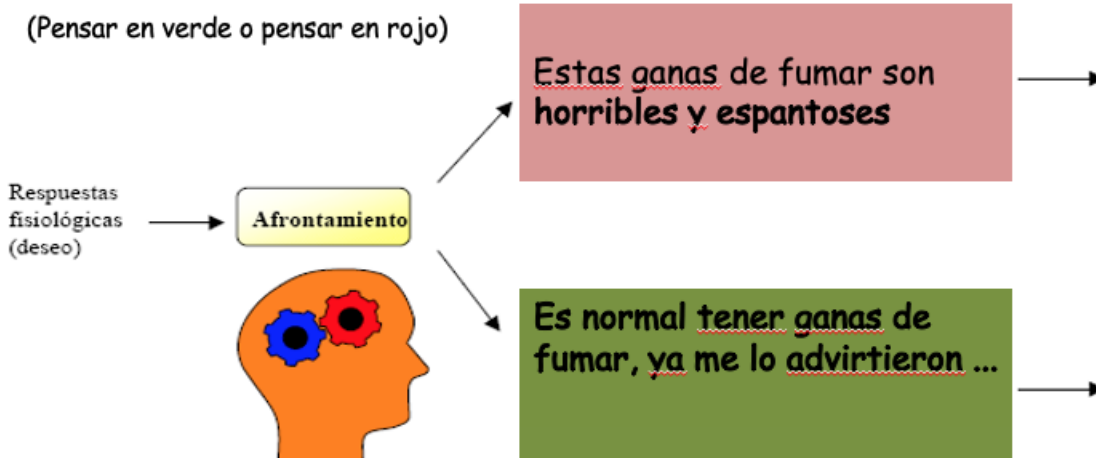 (Pensar en verde o pensar en rojo)
Estas ganas de fumar son
horribles y espantoses
Respuestas
fisiológicas
(deseo)
Afrontamiento
Es normal tener ganas de
fumar, ya me lo advirtieron ...